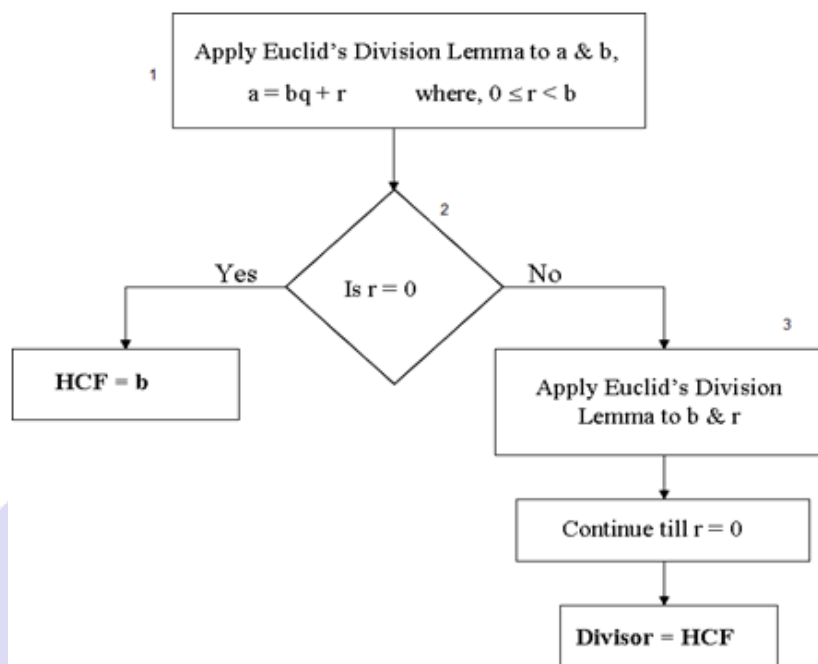 1
Apply Euclid's Division Lemma to a & b,
a = bq + r where, 0 ≤ r < b
2
Is r = 0
Yes
No
HCF = b
3
Apply Euclid's Division
Lemma to b & r
Continue till r = 0
Divisor = HCF